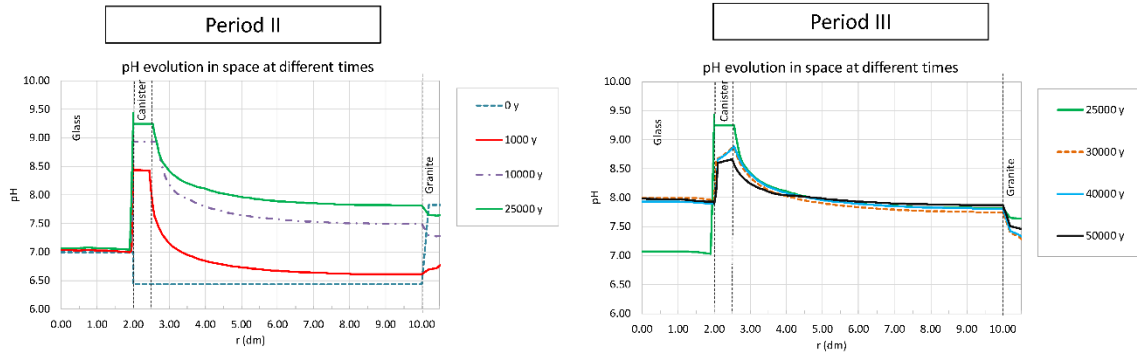 Period II
pH evolution in space at different times
10.00
9.50
9.00
8.50
8.00
7.50
7.00
6.50
6.00
pH
Glass
Canister
Granite
0.00 1.00 2.00 3.00 4.00 5.00 6.00 7.00 8.00 9.00 10.00
r (dm)
0 y
1000 y
10000 y
25000 y
Period III
pH evolution in space at different times
10.00
9.50
9.00
8.50
8.00
7.50
7.00
6.50
6.00
pH
Glass
Canister
Granite
0.00 1.00 2.00 3.00 4.00 5.00 6.00 7.00 8.00 9.00 10.00
r (dm)
25000 y
30000 y
40000 y
50000 y